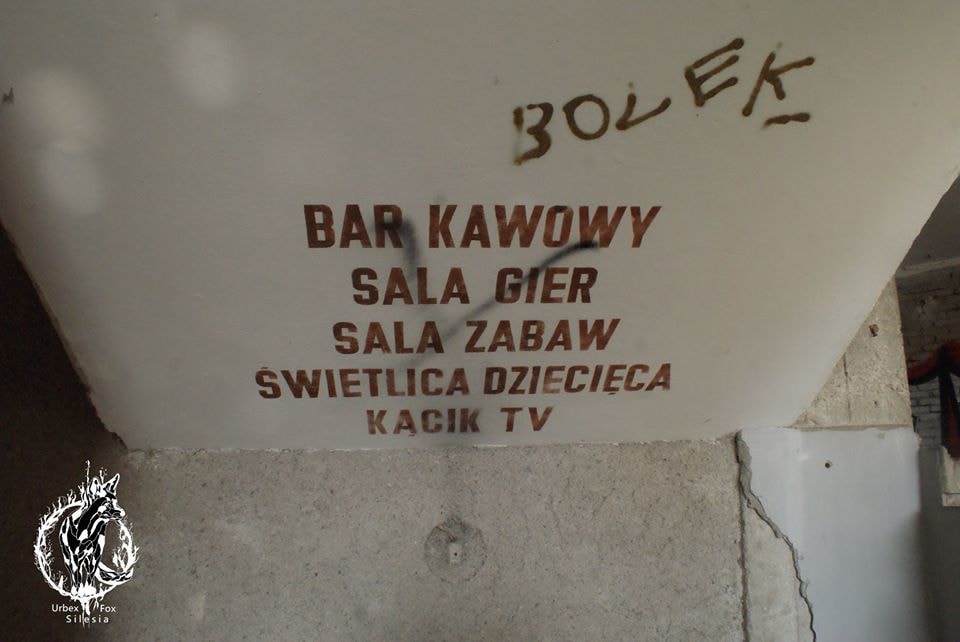 BOLEK
BAR KAWOWY
SALA GIER
SALA ZABAW
ŚWIETLICA DZIECIĘCA
KĄCIK TV
Urbex Fox
Silesia